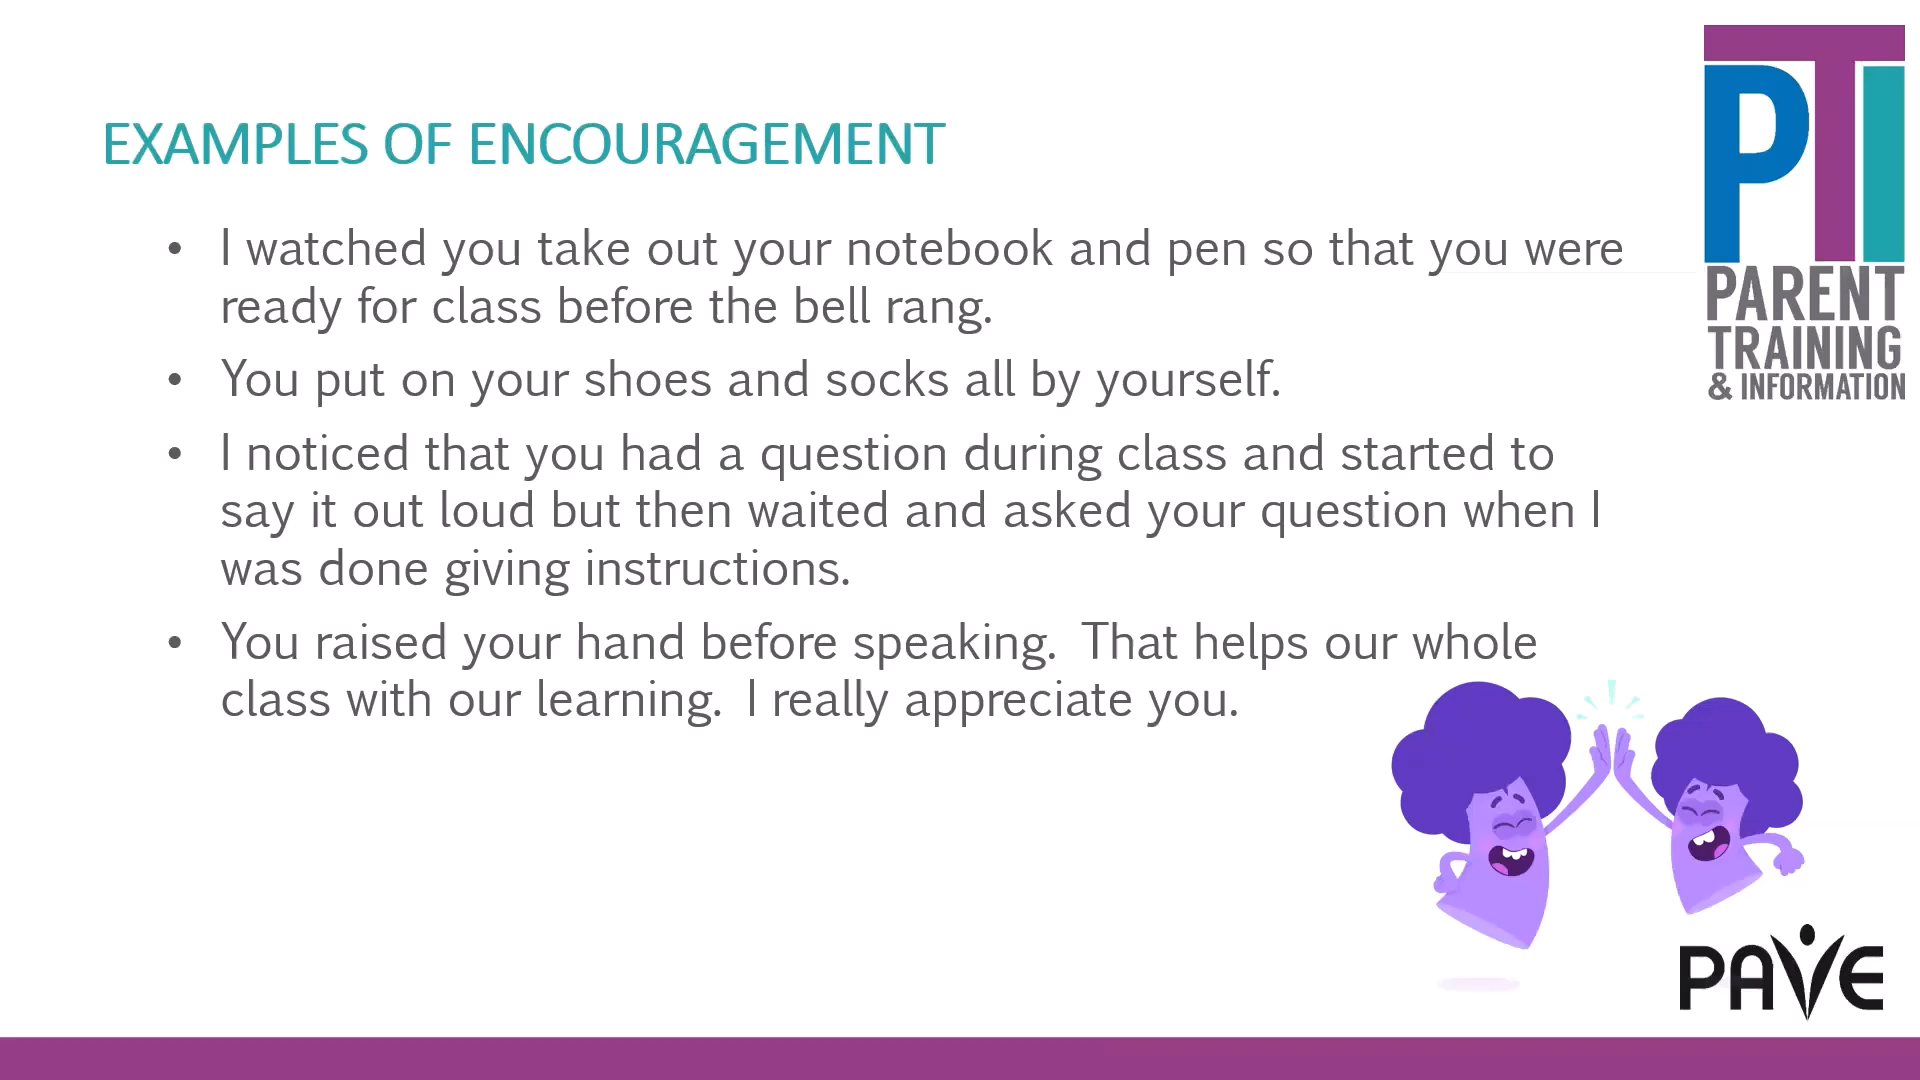 EXAMPLES OF ENCOURAGEMENT
• I watched you take out your notebook and pen so that you were
ready for class before the bell rang.
• You put on your shoes and socks all by yourself.
• I noticed that you had a question during class and started to
say it out loud but then waited and asked your question when I
was done giving instructions.
• You raised your hand before speaking.  That helps our whole
class with our learning.  I really appreciate you.
PTI
PARENT
TRAINING
& INFORMATION
PAVE